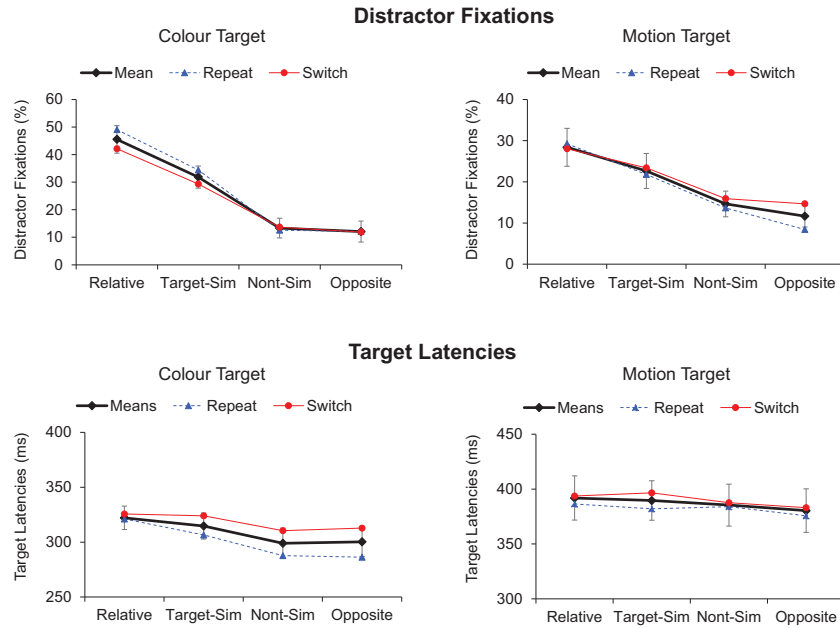 Distractor Fixations
Colour Target
Motion Target
Mean Repeat Switch
Mean Repeat Switch
Distractor Fixations (%)
60
50
40
30
20
10
0
Relative Target-Sim Nont-Sim Opposite
Distractor Fixations (%)
40
30
20
10
0
Relative Target-Sim Nont-Sim Opposite
Target Latencies
Colour Target
Motion Target
Means Repeat Switch
Means Repeat Switch
Target Latencies (ms)
400
350
300
250
Relative Target-Sim Nont-Sim Opposite
Target Latencies (ms)
450
400
350
300
Relative Target-Sim Nont-Sim Opposite